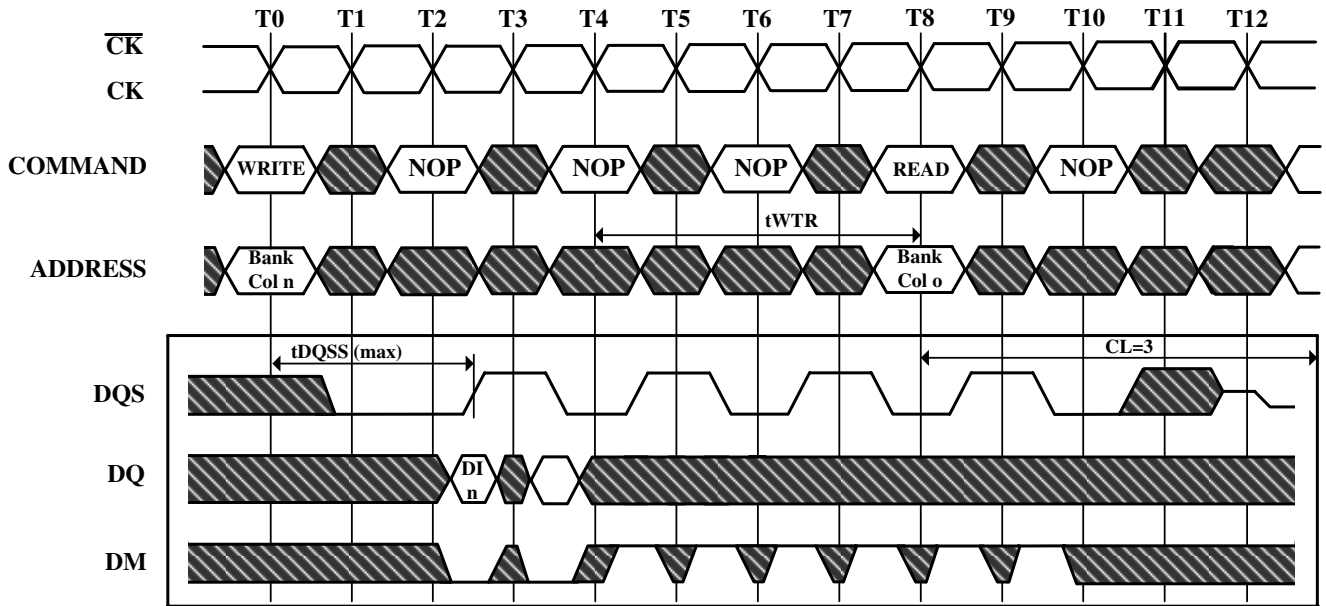 T0 T1 T2 T3 T4 T5 T6 T7 T8 T9 T10 T11 T12
CK
CK
COMMAND WRITE NOP NOP NOP READ NOP
tWTR
ADDRESS Bank Col n Bank Col o
tDQSS (max) CL=3
DQS
DQ DI n
DM